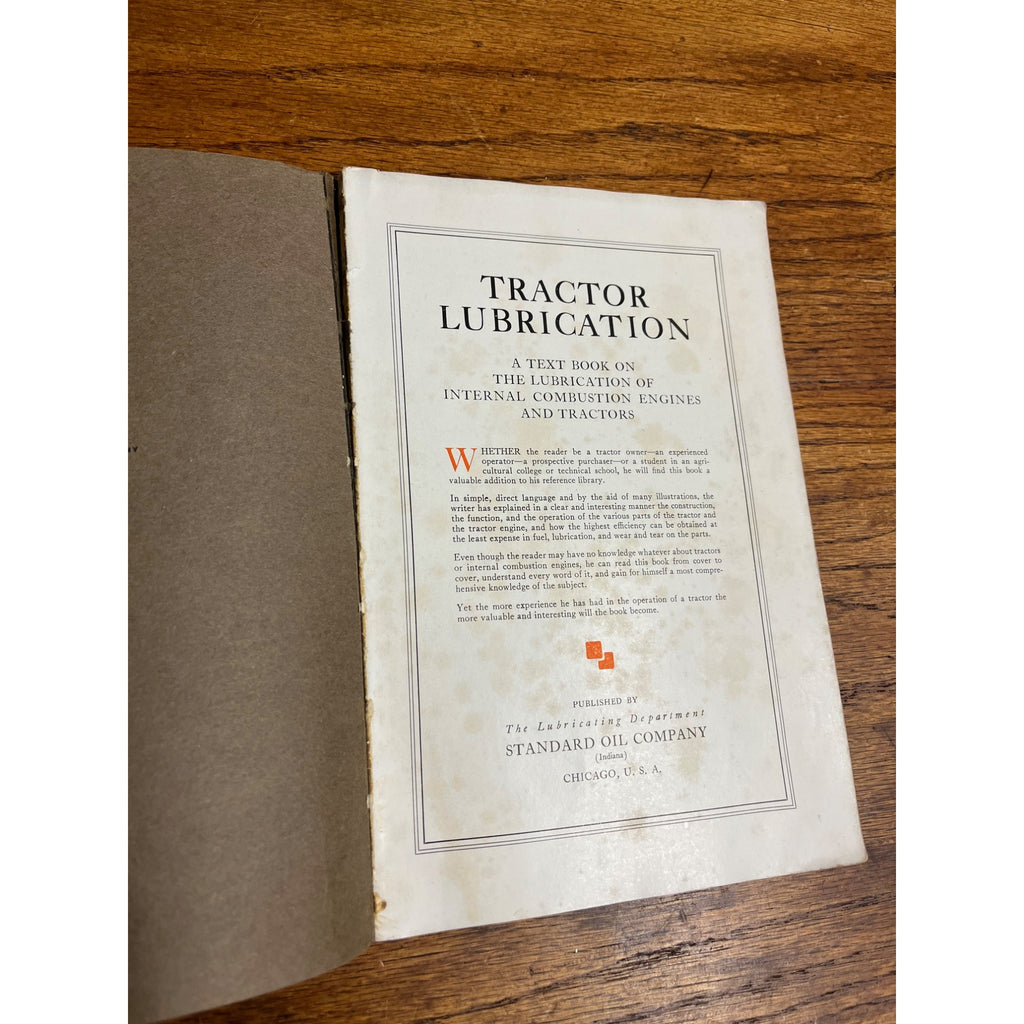 TRACTOR
LUBRICATION
A TEXT BOOK ON
THE LUBRICATION OF
INTERNAL COMBUSTION ENGINES
AND TRACTORS
WHETHER the reader be a tractor owner—an experienced
operator—a prospective purchaser—or a student in an agri-
cultural college or technical school, he will find this book a
valuable addition to his reference library.
In simple, direct language and by the aid of many illustrations, the
writer has explained in a clear and interesting manner the construction,
the function, and the operation of the various parts of the tractor and
the tractor engine, and how the highest efficiency can be obtained at
the least expense in fuel, lubrication, and wear and tear on the parts.
Even though the reader may have no knowledge whatever about tractors
or internal combustion engines, he can read this book from cover to
cover, understand every word of it, and gain for himself a most compre-
hensive knowledge of the subject.
Yet the more experience he has had in the operation of a tractor the
more valuable and interesting will the book become.
PUBLISHED BY
The Lubricating Department
STANDARD OIL COMPANY
(Indiana)
CHICAGO, U. S. A.